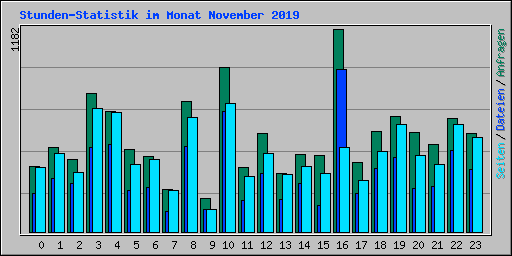 Stunden-Statistik im Monat November 2019
1182
Seiten / Dateien / Anfragen
0 1 2 3 4 5 6 7 8 9 10 11 12 13 14 15 16 17 18 19 20 21 22 23